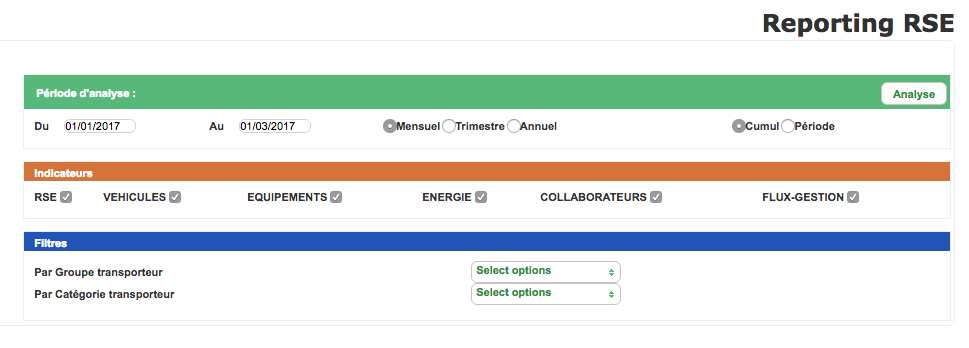 Reporting RSE
Période d'analyse : Analyse
Du 01/01/2017 Au 01/03/2017 Mensuel Trimestre Annuel Cumul Période
Indicateurs
RSE VEHICULES EQUIPEMENTS ENERGIE COLLABORATEURS FLUX-GESTION
Filtres
Par Groupe transporteur Select options
Par Catégorie transporteur Select options